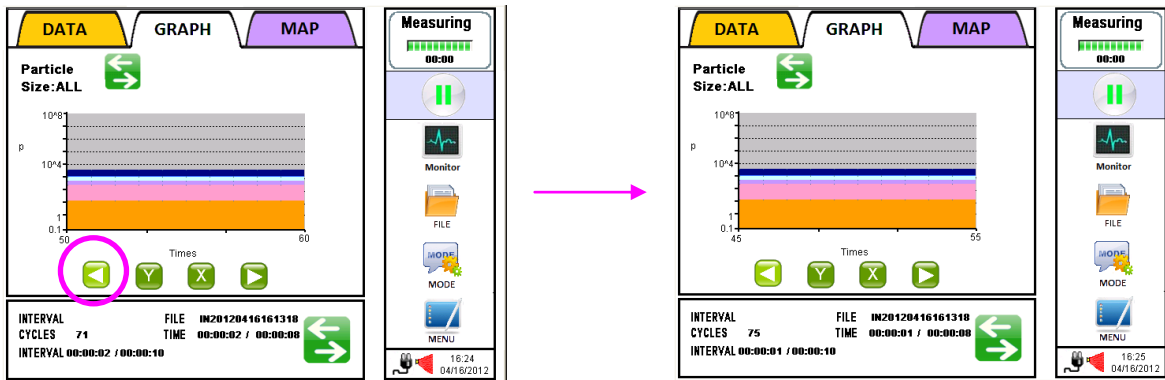 DATA GRAPH MAP
Measuring
00:00
Particle
Size:ALL
10^8
p
10^4
1
0.1
50 60
Times
Y X
Monitor
FILE
MODE
MODE
MENU
INTERVAL FILE IN20120416161318
CYCLES 71 TIME 00:00:02 / 00:00:08
INTERVAL 00:00:02 / 00:00:10
16:24
04/16/2012
DATA GRAPH MAP
Measuring
00:00
Particle
Size:ALL
10^8
p
10^4
1
0.1
45 55
Times
Y X
Monitor
FILE
MODE
MODE
MENU
INTERVAL FILE IN20120416161318
CYCLES 75 TIME 00:00:01 / 00:00:08
INTERVAL 00:00:01 / 00:00:10
16:25
04/16/2012